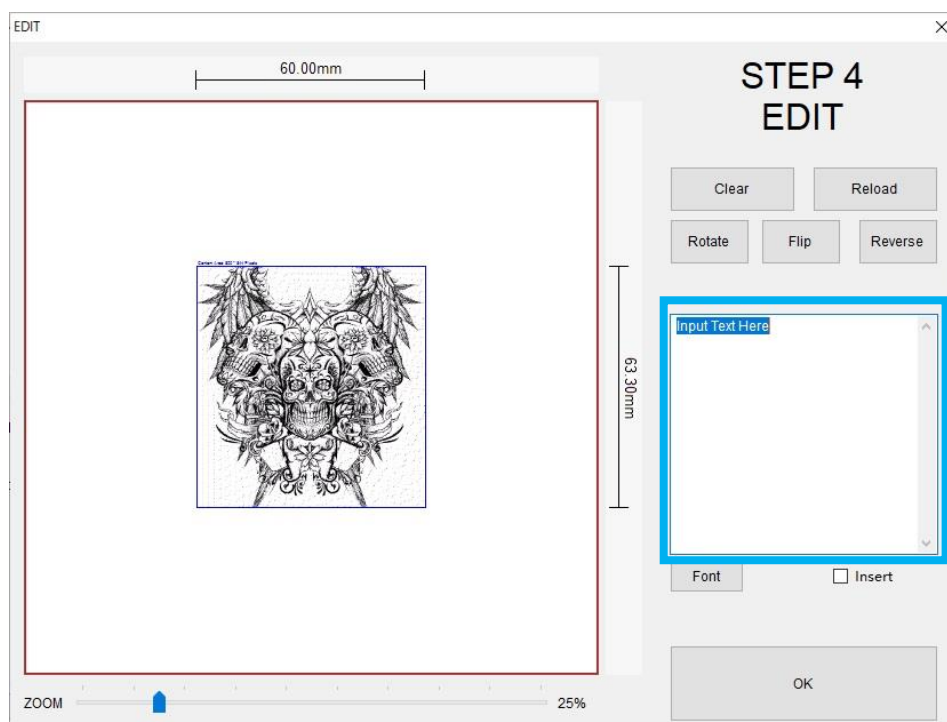 EDIT
60.00mm
STEP 4
EDIT
Clear
Reload
Rotate
Flip
Reverse
Input Text Here
63.30mm
Font
Insert
OK
ZOOM
25%